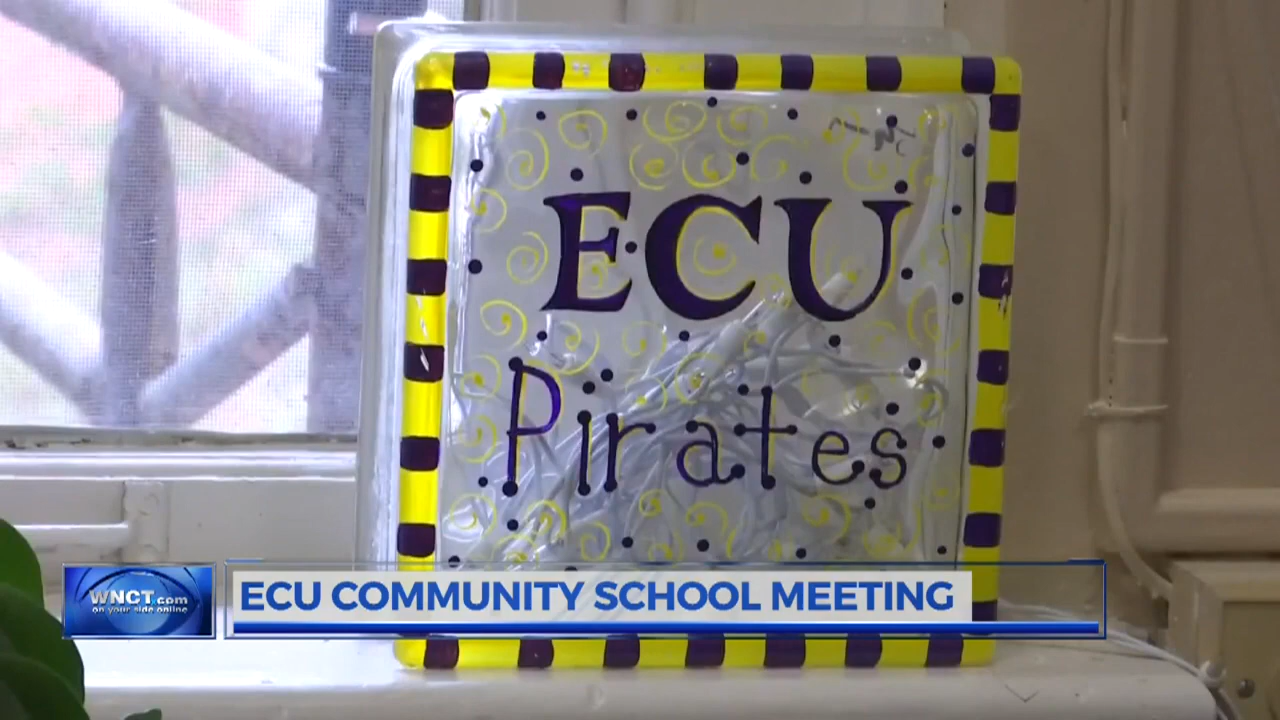 ECU
Pirates
WNCT.com
on your side online
ECU COMMUNITY SCHOOL MEETING